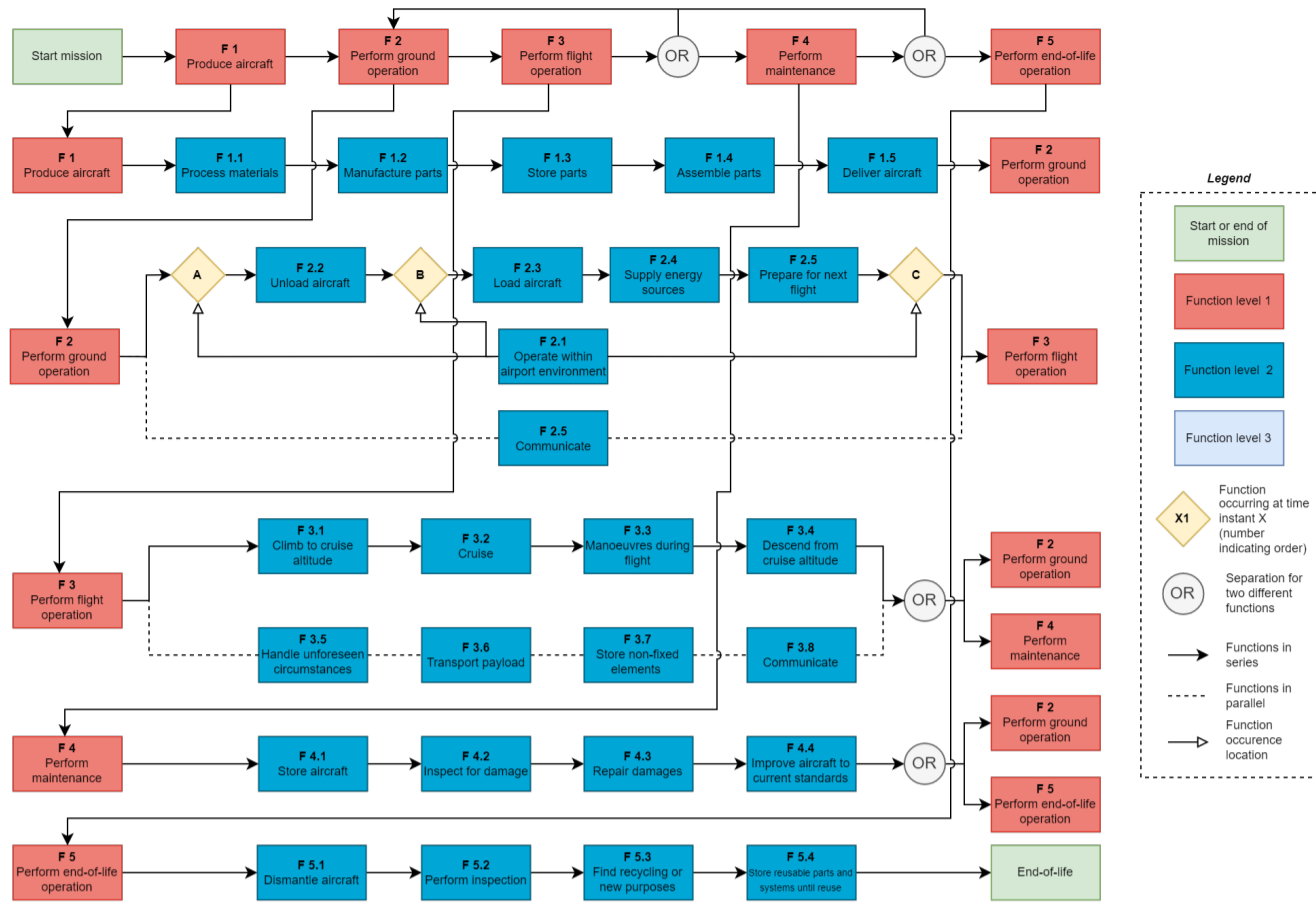 Start mission
F 1
Produce aircraft
F 2
Perform ground
operation
F 3
Perform flight
operation
OR
F 4
Perform
maintenance
OR
F 5
Perform end-of-life
operation
F 1
Produce aircraft
F 1.1
Process materials
F 1.2
Manufacture parts
F 1.3
Store parts
F 1.4
Assemble parts
F 1.5
Deliver aircraft
F 2
Perform ground
operation
A
F 2.2
Unload aircraft
B
F 2.3
Load aircraft
F 2.4
Supply energy
sources
F 2.5
Prepare for next
flight
C
F 2
Perform ground
operation
F 2.1
Operate within
airport environment
F 3
Perform flight
operation
F 2.5
Communicate
F 3.1
Climb to cruise
altitude
F 3.2
Cruise
F 3.3
Manoeuvres during
flight
F 3.4
Descend from
cruise altitude
F 3
Perform flight
operation
OR
F 2
Perform ground
operation
F 4
Perform
maintenance
F 3.5
Handle unforeseen
circumstances
F 3.6
Transport payload
F 3.7
Store non-fixed
elements
F 3.8
Communicate
F 4
Perform
maintenance
F 4.1
Store aircraft
F 4.2
Inspect for damage
F 4.3
Repair damages
F 4.4
Improve aircraft to
current standards
OR
F 2
Perform ground
operation
F 5
Perform end-of-life
operation
F 5
Perform end-of-life
operation
F 5.1
Dismantle aircraft
F 5.2
Perform inspection
F 5.3
Find recycling or
new purposes
F 5.4
Store reusable parts and
systems until reuse
End-of-life
Legend
Start or end of
mission
Function level 1
Function level 2
Function level 3
X1
Function
occurring at time
instant X
(number
indicating order)
OR
Separation for
two different
functions
Functions in
series
Functions in
parallel
Function
occurence
location